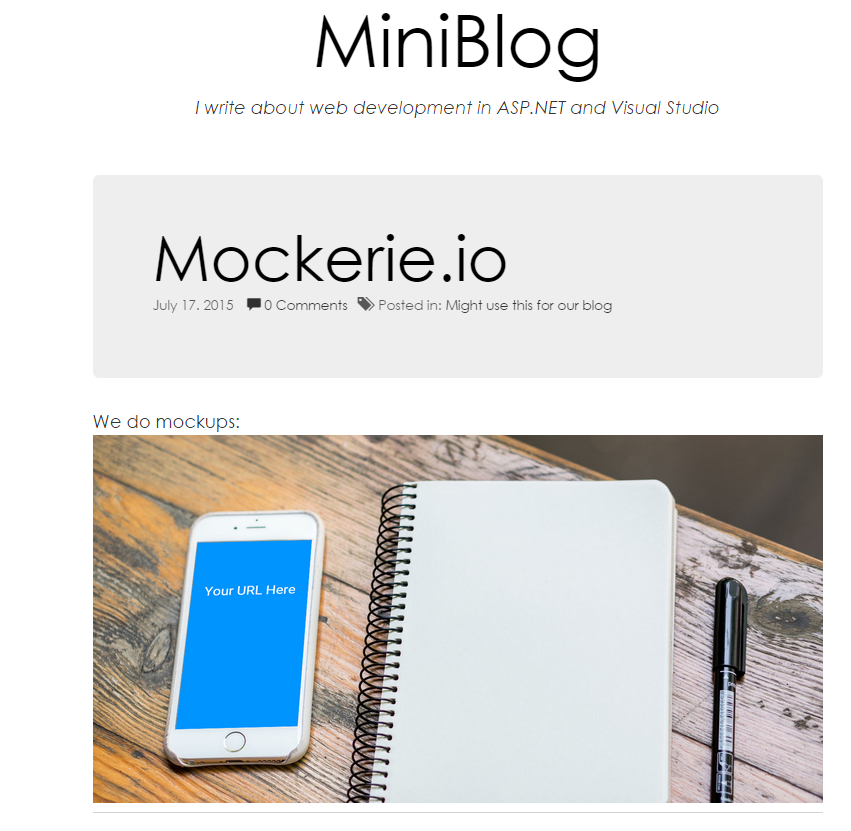 MiniBlog
I write about web development in ASP.NET and Visual Studio
Mockerie.io
July 17. 2015 0 Comments Posted in: Might use this for our blog
We do mockups:
Your URL Here